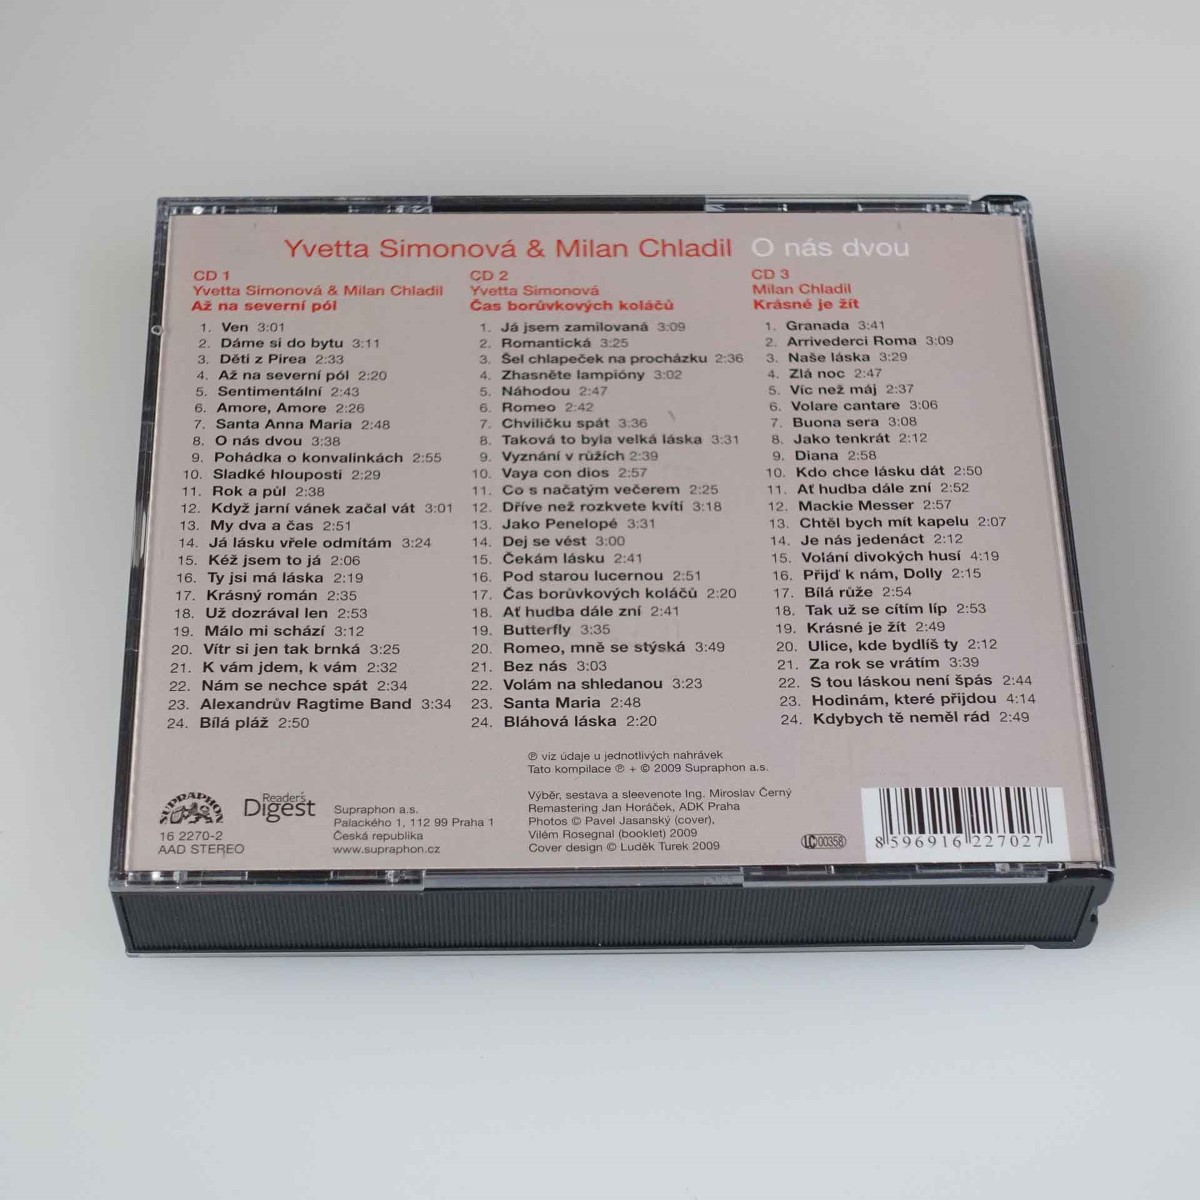 Yvetta Simonová & Milan Chladil O nás dvou
CD 1
Yvetta Simonová & Milan Chladil
Až na severní pól
1. Ven 3:01
2. Dáme si do bytu 3:11
3. Děti z Pirea 2:33
4. Až na severní pól 2:20
5. Sentimentální 2:43
6. Amore, Amore 2:26
7. Santa Anna Maria 2:48
8. O nás dvou 3:38
9. Pohádka o konvalinkách 2:55
10. Sladké hlouposti 2:29
11. Rok a půl 2:38
12. Když jarní vánek začal vát 3:01
13. My dva a čas 2:51
14. Já lásku vřele odmítám 3:24
15. Kéž jsem to já 2:06
16. Ty jsi má láska 2:19
17. Krásný román 2:35
18. Už dozrával len 2:53
19. Málo mi schází 3:12
20. Vítr si jen tak brnká 3:25
21. K vám jdem, k vám 2:32
22. Nám se nechce spát 2:34
23. Alexandrův Ragtime Band 3:34
24. Bílá pláž 2:50
CD 2
Yvetta Simonová
Čas borůvkových koláčů
1. Já jsem zamilovaná 3:09
2. Romantická 3:25
3. Šel chlapeček na procházku 2:36
4. Zhasněte lampióny 3:02
5. Náhodou 2:47
6. Romeo 2:42
7. Chviličku spát 3:36
8. Taková to byla velká láska 3:31
9. Vyznání v růžích 2:39
10. Vaya con dios 2:57
11. Co s načatým večerem 2:25
12. Dříve než rozkvete kvítí 3:18
13. Jako Penelopé 3:31
14. Dej se vést 3:00
15. Čekám lásku 2:41
16. Pod starou lucernou 2:51
17. Čas borůvkových koláčů 2:20
18. Ať hudba dále zní 2:41
19. Butterfly 3:35
20. Romeo, mně se stýská 3:49
21. Bez nás 3:03
22. Volám na shledanou 3:23
23. Santa Maria 2:48
24. Bláhová láska 2:20
CD 3
Milan Chladil
Krásné je žít
1. Granada 3:41
2. Arrivederci Roma 3:09
3. Naše láska 3:29
4. Zlá noc 2:47
5. Víc než máj 2:37
6. Volare cantare 3:06
7. Buona sera 3:08
8. Jako tenkrát 2:12
9. Diana 2:58
10. Kdo chce lásku dát 2:50
11. Ať hudba dále zní 2:52
12. Mackie Messer 2:57
13. Chtěl bych mít kapelu 2:07
14. Je nás jedenáct 2:12
15. Volání divokých husí 4:19
16. Přijď k nám, Dolly 2:15
17. Bílá růže 2:54
18. Tak už se cítím líp 2:53
19. Krásné je žít 2:49
20. Ulice, kde bydlíš ty 2:12
21. Za rok se vrátím 3:39
22. S tou láskou není špás 2:44
23. Hodinám, které přijdou 4:14
24. Kdybych tě neměl rád 2:49
℗ viz údaje u jednotlivých nahrávek
Tato kompilace ℗ + © 2009 Supraphon a.s.
Výběr, sestava a sleevenote Ing. Miroslav Černý
Remastering Jan Horáček, ADK Praha
Photos © Pavel Jasanský (cover),
Vilém Rosegnal (booklet) 2009
Cover design © Luděk Turek 2009
SUPRAPHON
16 2270-2
AAD STEREO
Reader's
Digest
Supraphon a.s.
Palackého 1, 112 99 Praha 1
Česká republika
www.supraphon.cz
LC 00358
8 596916 227027